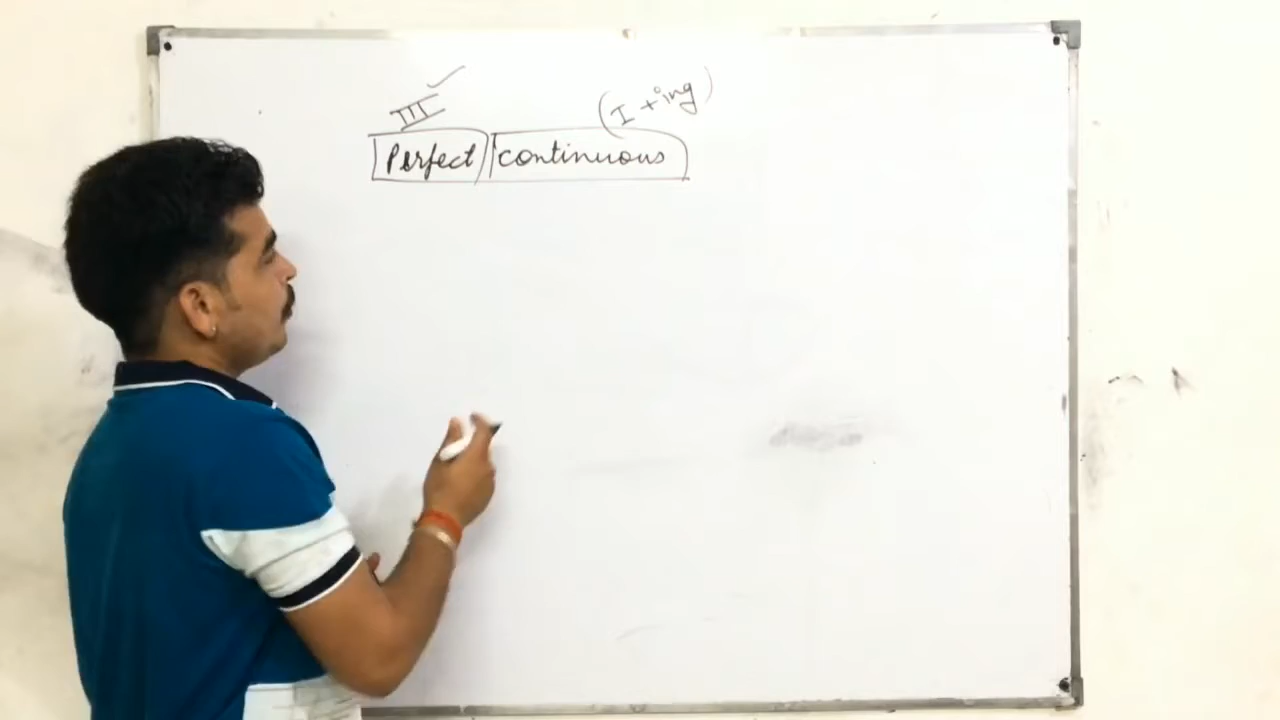 III ✓ (I + ing)
Perfect continuous